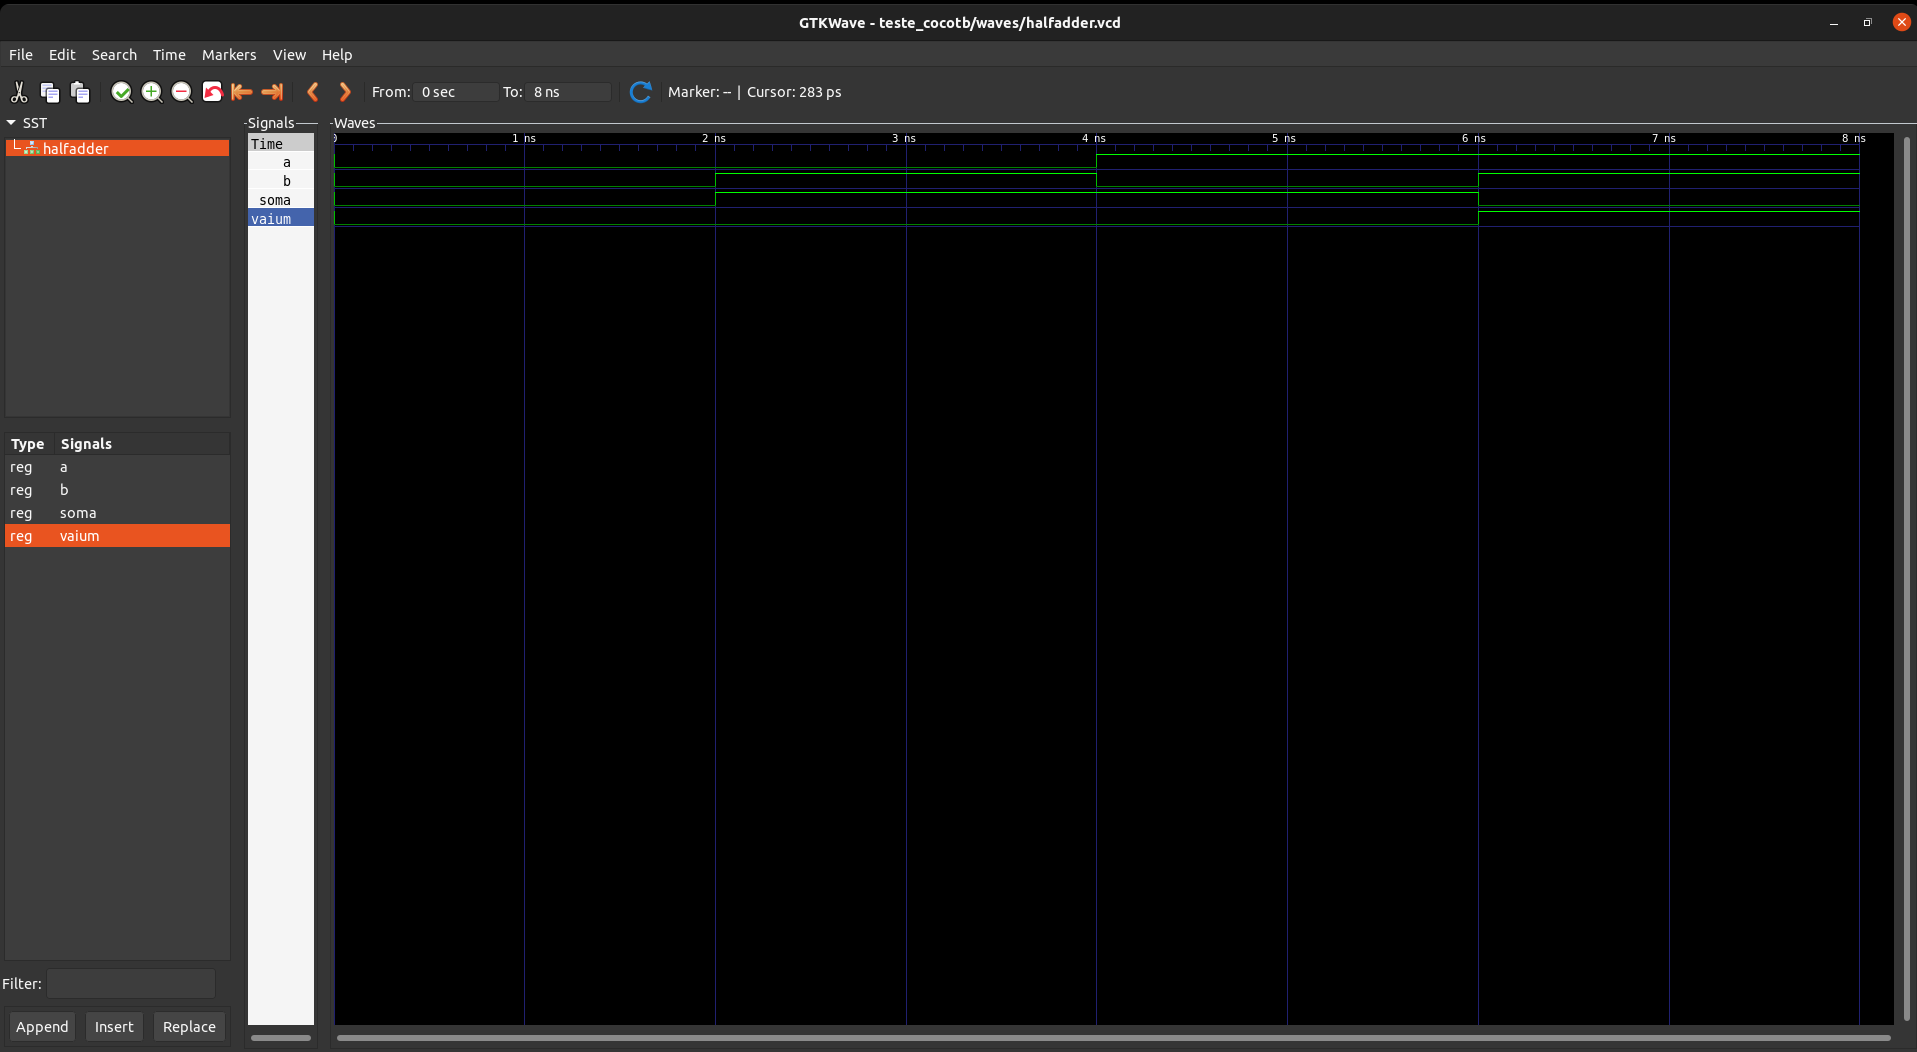 GTKWave - teste_cocotb/waves/halfadder.vcd
File Edit Search Time Markers View Help
From: 0 sec To: 8 ns Marker: -- | Cursor: 283 ps
SST
halfadder
Type Signals
reg a
reg b
reg soma
reg vaium
Filter:
Append Insert Replace
Signals
Time
a
b
soma
vaium
Waves
0 1 ns 2 ns 3 ns 4 ns 5 ns 6 ns 7 ns 8 ns